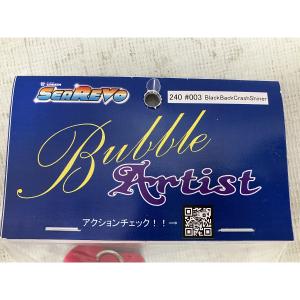 SEAREVO
240 #003 BlackBackCrashShiner
Bubble
Artist
アクションチェック！！→